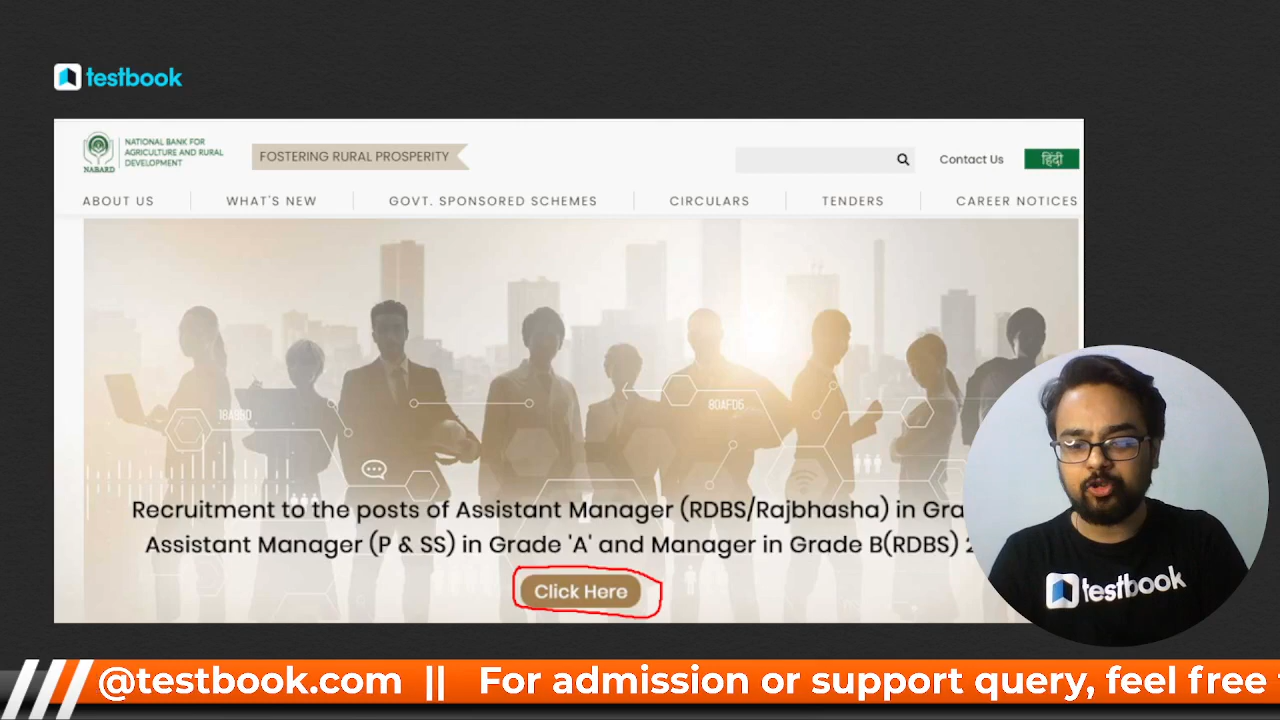 testbook
NATIONAL BANK FOR
AGRICULTURE AND RURAL
DEVELOPMENT
NABARD
FOSTERING RURAL PROSPERITY
Contact Us
हिंदी
ABOUT US
WHAT'S NEW
GOVT. SPONSORED SCHEMES
CIRCULARS
TENDERS
CAREER NOTICES
18A88D
80AFD6
Recruitment to the posts of Assistant Manager (RDBS/Rajbhasha) in Gra
Assistant Manager (P & SS) in Grade 'A' and Manager in Grade B(RDBS) 2
Click Here
testbook
@testbook.com || For admission or support query, feel free